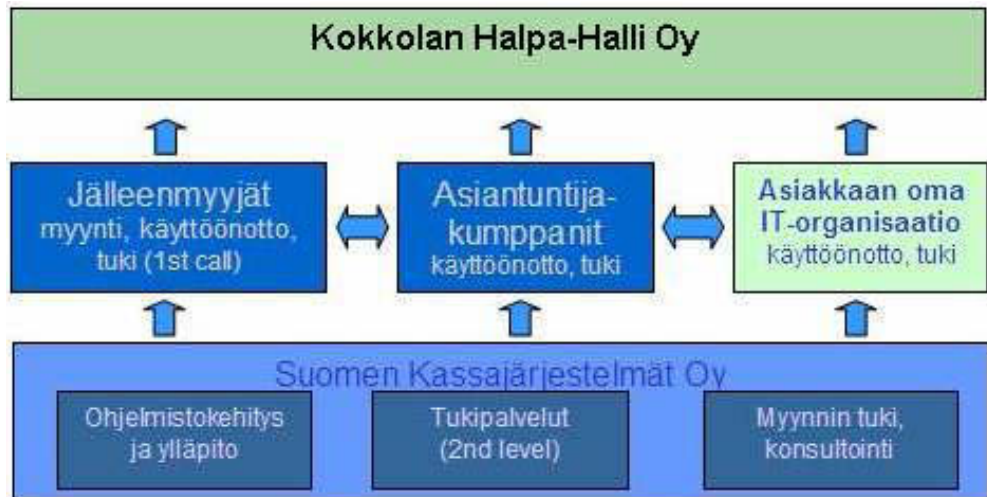 Kokkolan Halpa-Halli Oy
Jälleenmyyjät
myynti, käyttöönotto,
tuki (1st call)
Asiantuntija-
kumppanit
käyttöönotto, tuki
Asiakkaan oma
IT-organisaatio
käyttöönotto, tuki
Suomen Kassajärjestelmät Oy
Ohjelmistokehitys
ja ylläpito
Tukipalvelut
(2nd level)
Myynnin tuki,
konsultointi